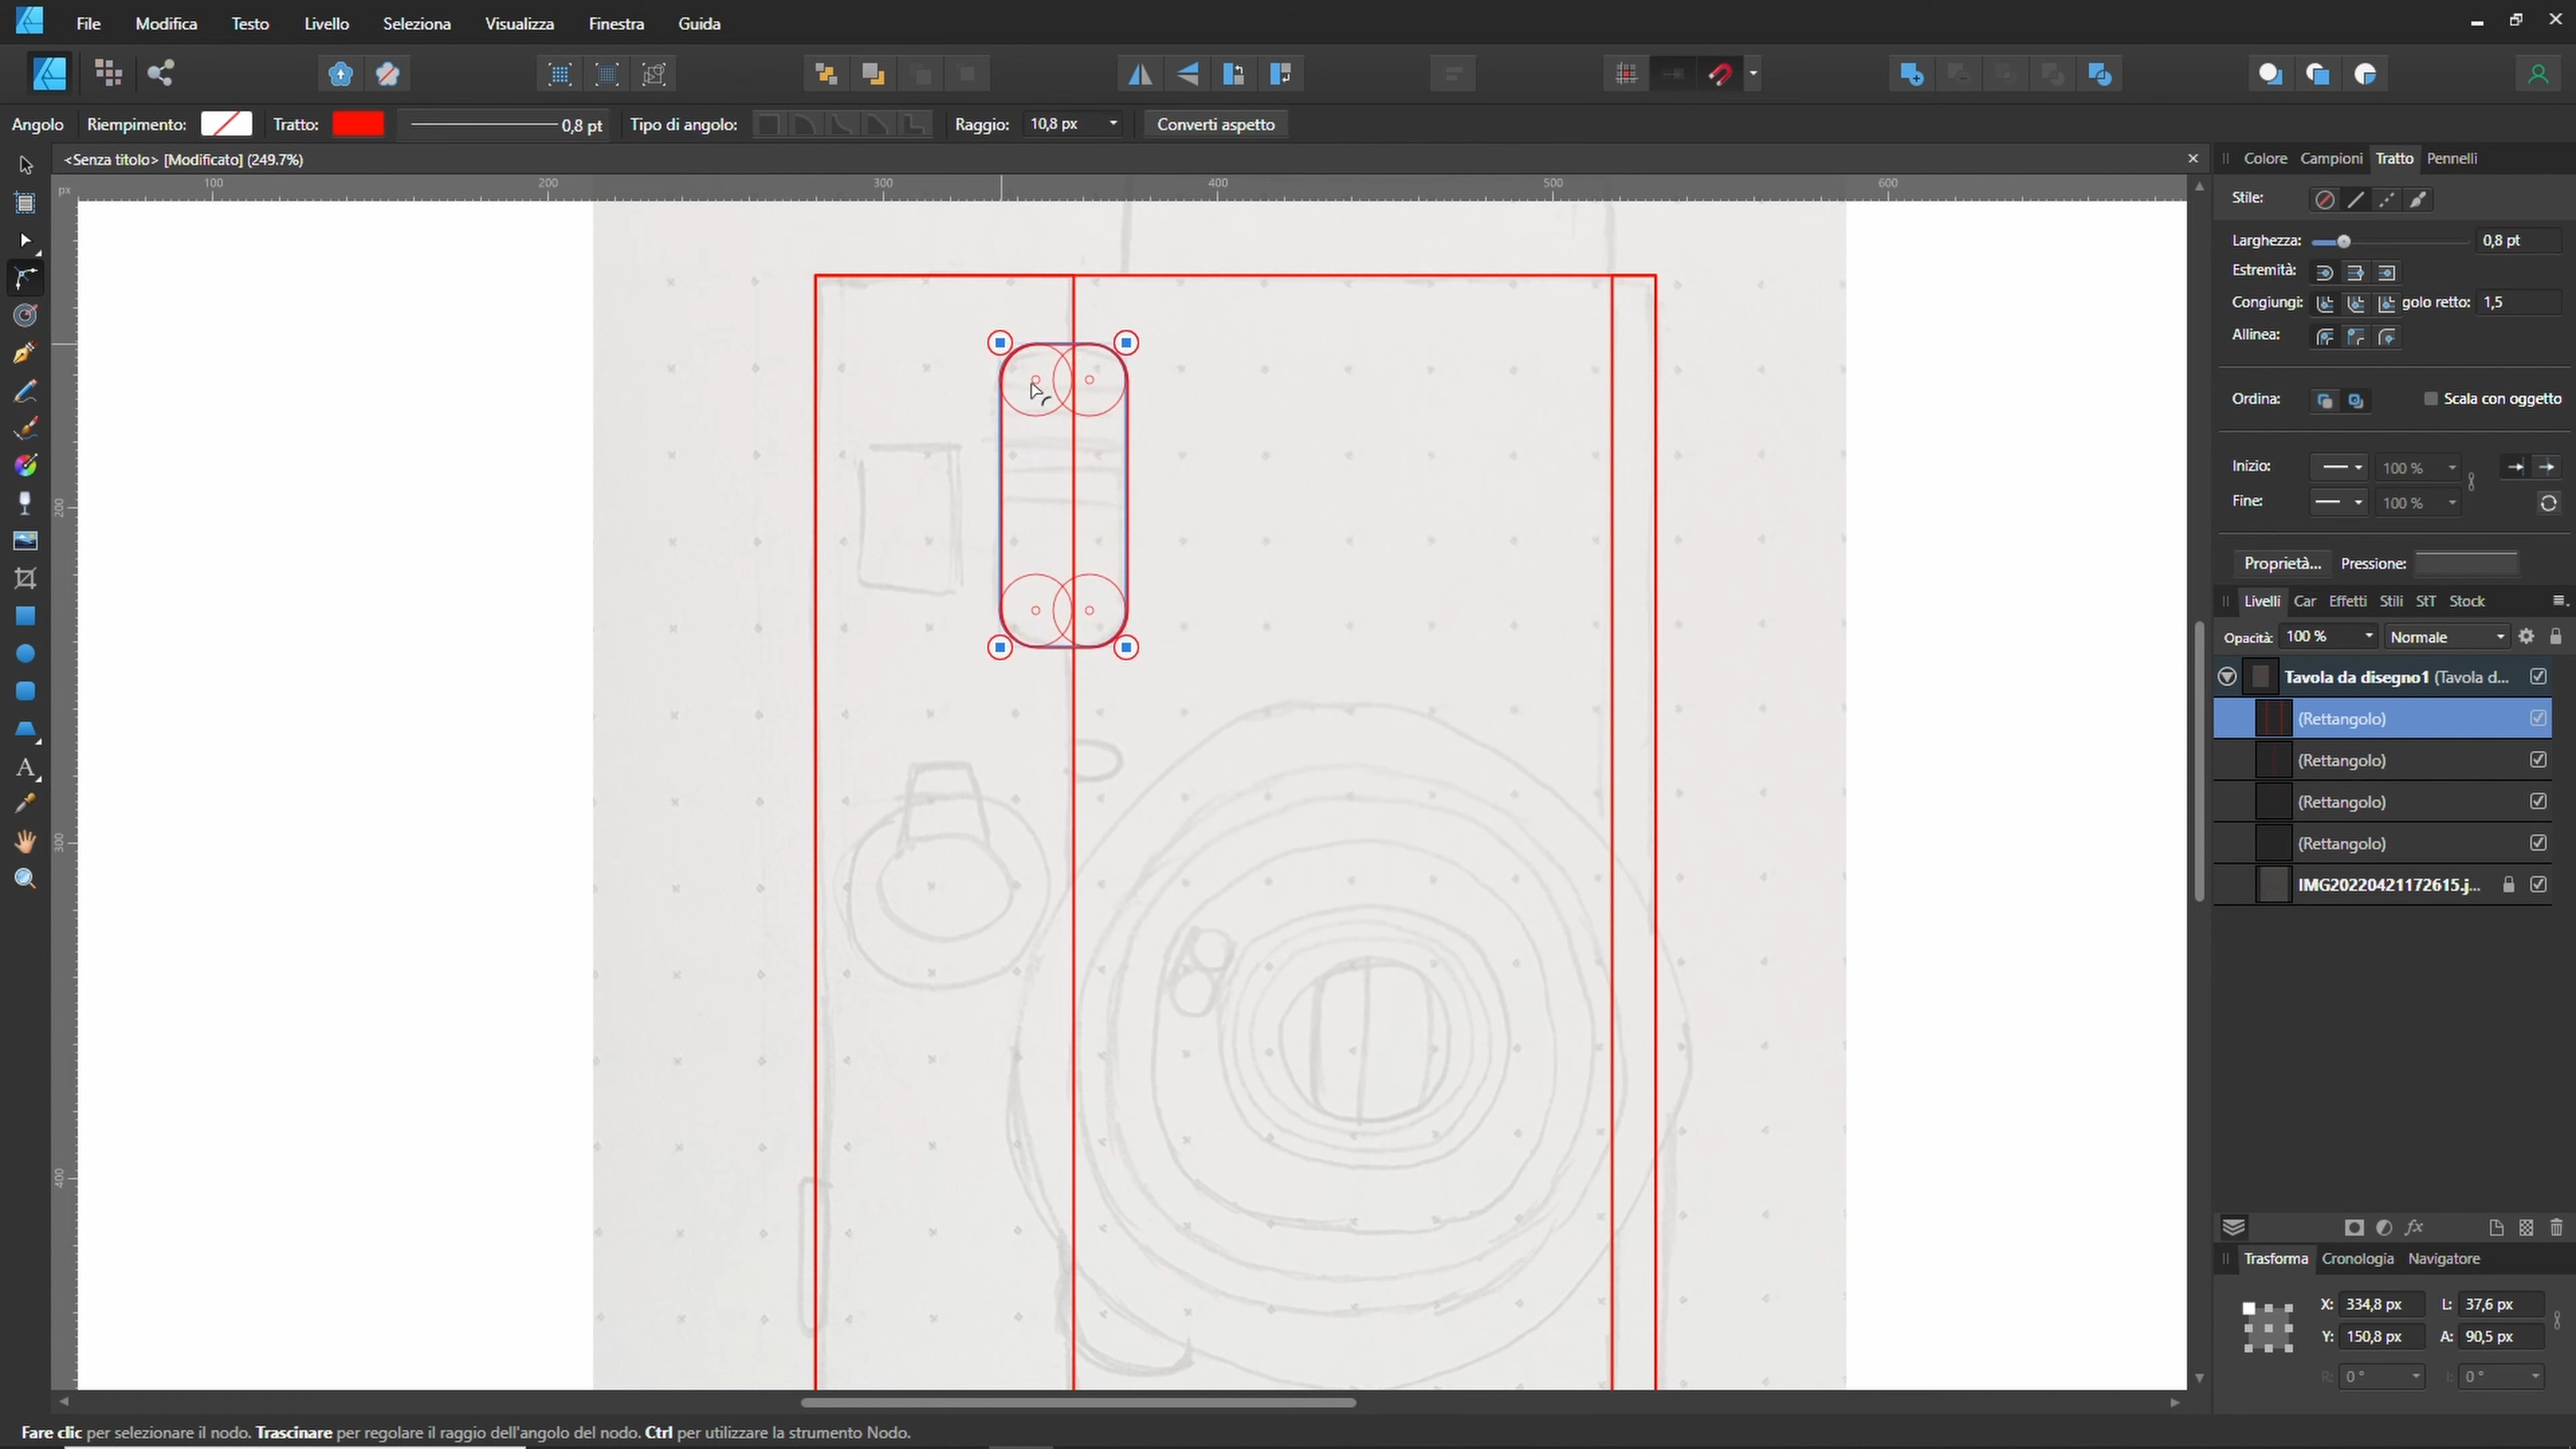 File Modifica Testo Livello Seleziona Visualizza Finestra Guida
Angolo Riempimento: Tratto: 0,8 pt Tipo di angolo: Raggio: 10,8 px Converti aspetto
<Senza titolo> [Modificato] (249.7%)
Colore Campioni Tratto Pennelli
px 100 200 300 400 500 600
Stile:
Larghezza: 0,8 pt
Estremità:
Congiungi: golo retto: 1,5
Allinea:
Ordina: Scala con oggetto
Inizio: 100 %
Fine: 100 %
200
Proprietà... Pressione:
Livelli Car Effetti Stili StT Stock
Opacità: 100 % Normale
Tavola da disegno1 (Tavola d...
(Rettangolo)
(Rettangolo)
(Rettangolo)
(Rettangolo)
300
IMG20220421172615.j...
400
fx
Trasforma Cronologia Navigatore
X: 334,8 px L: 37,6 px
Y: 150,8 px A: 90,5 px
R: 0 ° I: 0 °
Fare clic per selezionare il nodo. Trascinare per regolare il raggio dell'angolo del nodo. Ctrl per utilizzare la strumento Nodo.